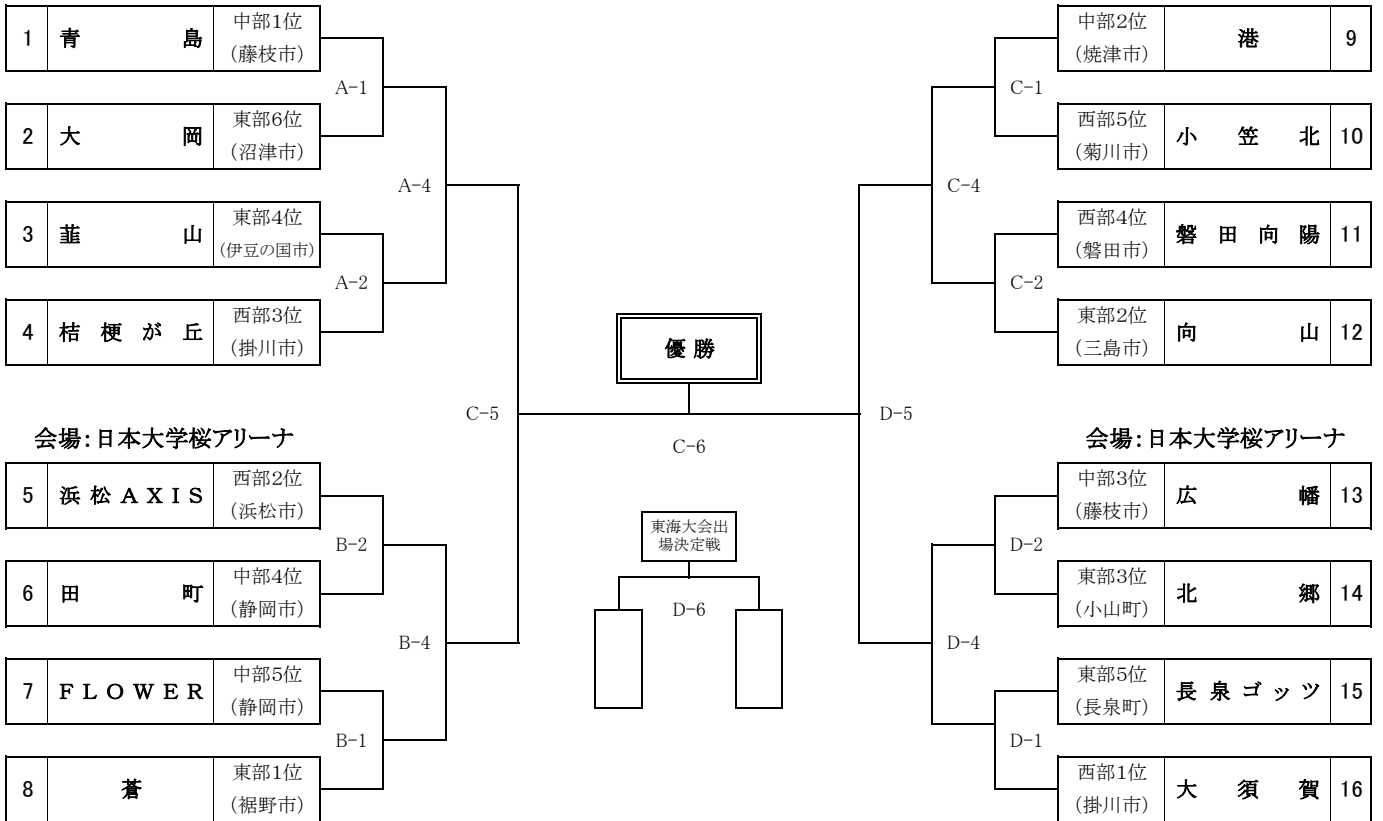 1 青島 中部1位
（藤枝市）
A-1
2 大岡 東部6位
（沼津市）
A-4
3 韮山 東部4位
（伊豆の国市）
A-2
4 桔梗が丘 西部3位
（掛川市）
C-5
会場：日本大学桜アリーナ
5 浜松AXIS 西部2位
（浜松市）
B-2
6 田町 中部4位
（静岡市）
B-4
7 FLOWER 中部5位
（静岡市）
B-1
8 蒼 東部1位
（裾野市）
優勝
C-6
東海大会出
場決定戦
D-6
中部2位 港 9
（焼津市）
C-1
西部5位 小笠北 10
（菊川市）
C-4
西部4位 磐田向陽 11
（磐田市）
C-2
東部2位 向山 12
（三島市）
D-5
会場：日本大学桜アリーナ
中部3位 広幡 13
（藤枝市）
D-2
東部3位 北郷 14
（小山町）
D-4
東部5位 長泉ゴッツ 15
（長泉町）
D-1
西部1位 大須賀 16
（掛川市）